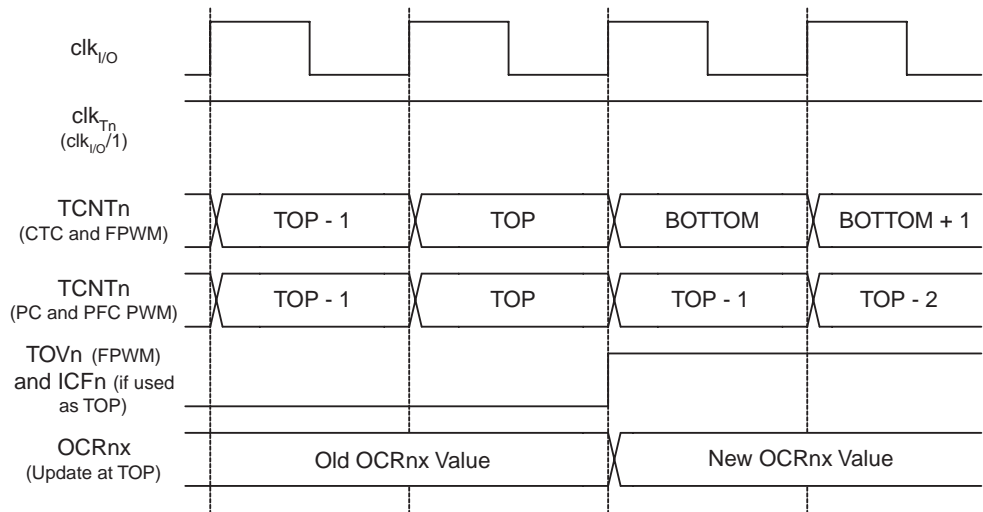 clkI/O
clkTn
(clkI/O/1)
TCNTn
(CTC and FPWM)
TOP - 1
TOP
BOTTOM
BOTTOM + 1
TCNTn
(PC and PFC PWM)
TOP - 1
TOP
TOP - 1
TOP - 2
TOVn (FPWM)
and ICFn (if used
as TOP)
OCRnx
(Update at TOP)
Old OCRnx Value
New OCRnx Value